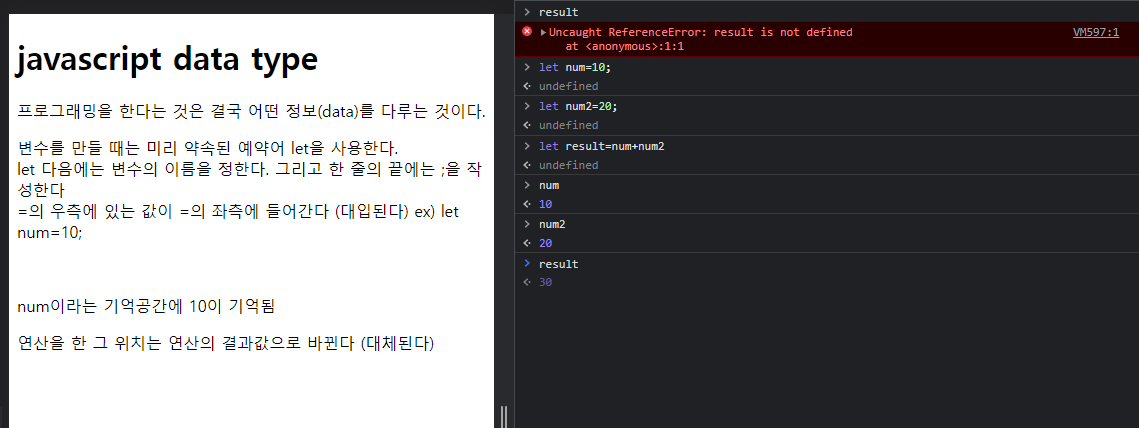 javascript data type
프로그래밍을 한다는 것은 결국 어떤 정보(data)를 다루는 것이다.
변수를 만들 때는 미리 약속된 예약어 let을 사용한다.
let 다음에는 변수의 이름을 정한다. 그리고 한 줄의 끝에는 ;을 작
성한다
=의 우측에 있는 값이 =의 좌측에 들어간다 (대입된다) ex) let
num=10;
num이라는 기억공간에 10이 기억됨
연산을 한 그 위치는 연산의 결과값으로 바뀐다 (대체된다)
result
Uncaught ReferenceError: result is not defined VM597:1
at <anonymous>:1:1
let num=10;
undefined
let num2=20;
undefined
let result=num+num2
undefined
num
10
num2
20
result
30